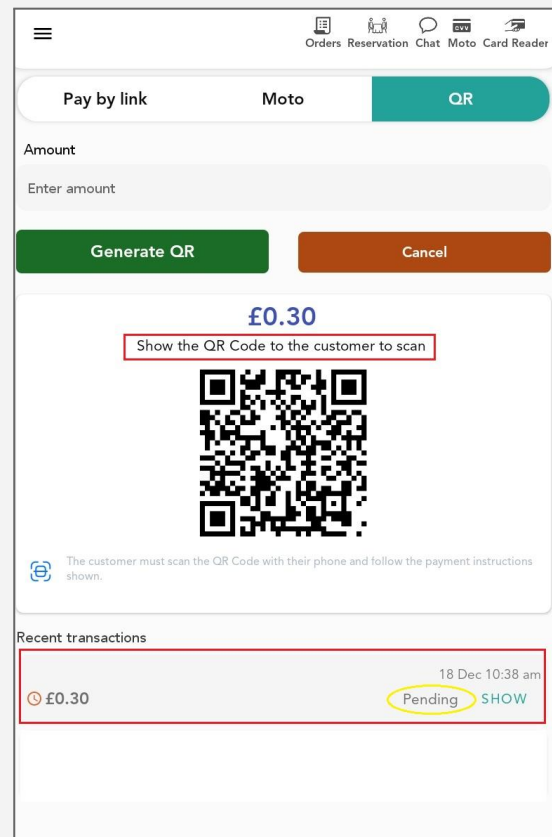 Orders Reservation Chat Moto Card Reader
CVV
Pay by link Moto QR
Amount
Enter amount
Generate QR Cancel
£0.30
Show the QR Code to the customer to scan
The customer must scan the QR Code with their phone and follow the payment instructions
shown.
Recent transactions
18 Dec 10:38 am
£0.30 Pending SHOW